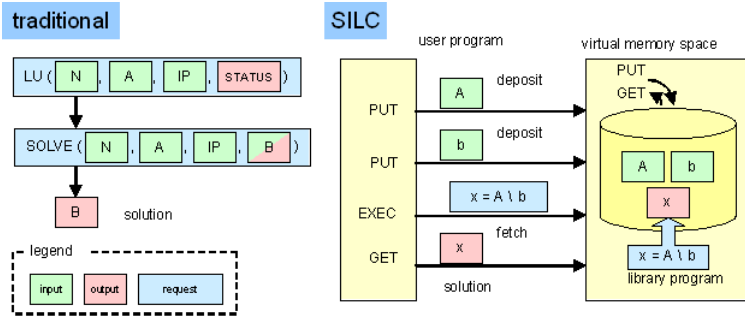 traditional
LU ( N , A , IP , STATUS )
SOLVE ( N , A , IP , B )
B solution
legend
input output request
SILC
user program
virtual memory space
PUT A deposit
PUT b deposit
EXEC x = A \ b
GET x fetch
solution
PUT
GET
A b
x
x = A \ b
library program